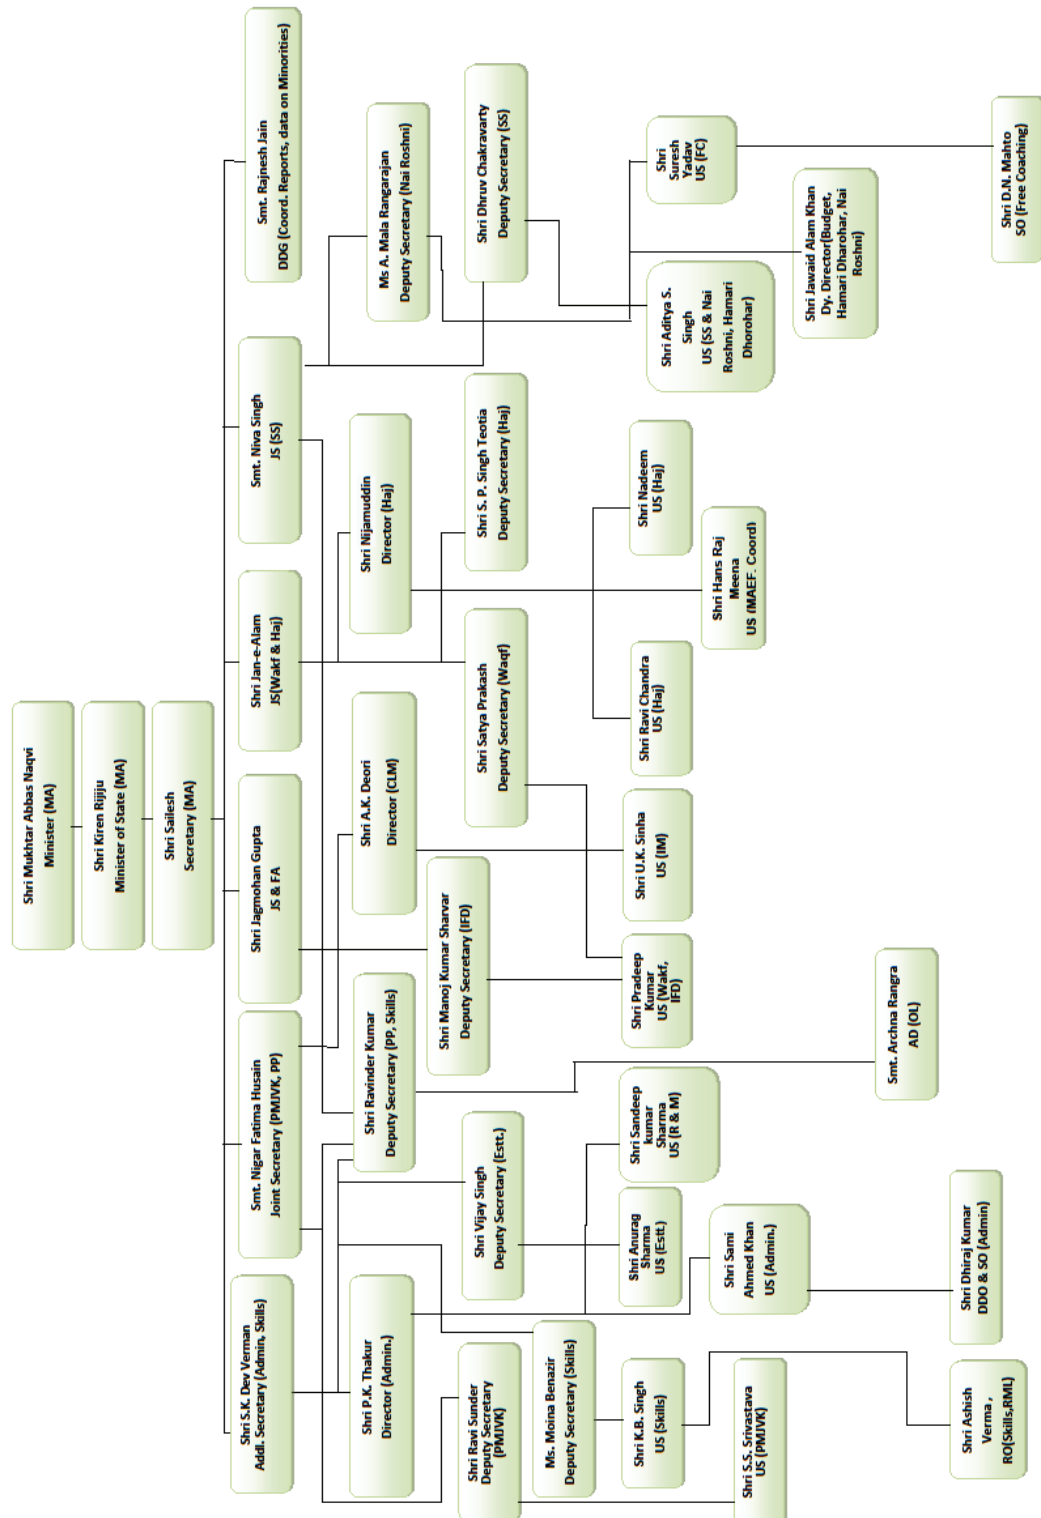 Shri Mukhtar Abbas Naqvi
Minister (MA)
Shri Kiren Rijiju
Minister of State (MA)
Shri Sailesh
Secretary (MA)
Shri S.K. Dev Verman
Addl. Secretary (Admin, Skills)
Smt. Nigar Fatima Husain
Joint Secretary (PMJVK, PP)
Shri Jagmohan Gupta
JS & FA
Shri Jan-e-Alam
JS(Wakf & Haj)
Smt. Niva Singh
JS (SS)
Smt. Rajnesh Jain
DDG (Coord. Reports, data on Minorities)
Shri P.K. Thakur
Director (Admin.)
Shri Ravinder Kumar
Deputy Secretary (PP, Skills)
Shri A.K. Deori
Director (CLM)
Shri Nijamuddin
Director (Haj)
Ms A. Mala Rangarajan
Deputy Secretary (Nai Roshni)
Shri Manoj Kumar Sharvar
Deputy Secretary (IFD)
Shri Ravi Sunder
Deputy Secretary
(PMJVK)
Shri Vijay Singh
Deputy Secretary (Estt.)
Shri Satya Prakash
Deputy Secretary (Waqf)
Shri S. P. Singh Teotia
Deputy Secretary (Haj)
Shri Dhruv Chakravarty
Deputy Secretary (SS)
Ms. Moina Benazir
Deputy Secretary (Skills)
Shri K.B. Singh
US (Skills)
Shri Anurag
Sharma
US (Estt.)
Shri Sandeep
kumar
Sharma
US (R & M)
Shri Pradeep
Kumar
US (Wakf,
IFD)
Shri U.K. Sinha
US (IM)
Shri Ravi Chandra
US (Haj)
Shri Nadeem
US (Haj)
Shri Aditya S.
Singh
US (SS & Nai
Roshni, Hamari
Dhorohar)
Shri
Suresh
Yadav
US (FC)
Shri S.S. Srivastava
US (PMJVK)
Shri Sami
Ahmed Khan
US (Admin.)
Shri Hans Raj
Meena
US (MAEF. Coord)
Shri Jawaid Alam Khan
Dy. Director(Budget,
Hamari Dharohar, Nai
Roshni)
Smt. Archna Rangra
AD (OL)
Shri Ashish
Verma ,
RO(Skills,RML)
Shri Dhiraj Kumar
DDO & SO (Admin)
Shri D.N. Mahto
SO (Free Coaching)